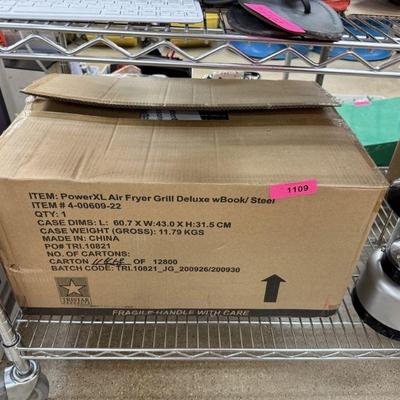 ITEM: PowerXL Air Fryer Grill Deluxe wBook/ Steel
ITEM # 4-00609-22
1109
QTY: 1
CASE DIMS: L: 60.7 X W:43.0 X H:31.5 CM
CASE WEIGHT (GROSS): 11.79 KGS
MADE IN: CHINA
PO# TRI.10821
NO. OF CARTONS:
CARTON OF 12800
BATCH CODE: TRI.10821_JG_200926/200930
TRISTAR
FRAGILE-HANDLE WITH CARE